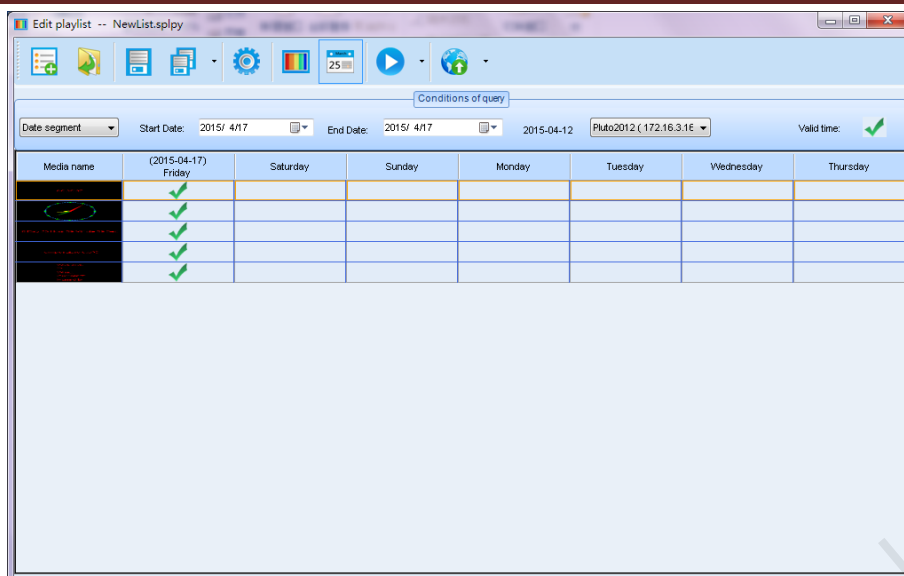 Edit playlist -- NewList.splpy
25
Conditions of query
Date segment Start Date: 2015/ 4/17 End Date: 2015/ 4/17 2015-04-12 Pluto2012 ( 172.16.3.16 Valid time:
Media name (2015-04-17) Saturday Sunday Monday Tuesday Wednesday Thursday
Friday